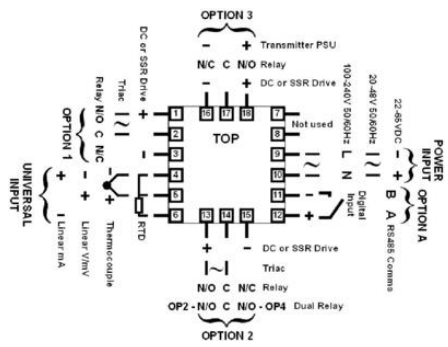 OPTION 3
- +
Transmitter PSU
N/C C N/O
Relay
- +
DC or SSR Drive
16 17 18
TOP
1
2
3
4
5
6
7
8
9
10
11
12
13 14 15
DC or SSR Drive
+ -
Triac
|~|
Relay
N/O C N/C
OPTION 1
UNIVERSAL
INPUT
+ -
Linear mA
+ -
Linear V/mV
- +
Thermocouple
RTD
Not used
100-240V 50/60Hz
L N
20-48V 50/60Hz
22-65VDC
- +
POWER
INPUT
Digital
Input
- +
B A
RS485 Comms
OPTION A
+ -
DC or SSR Drive
|~|
Triac
N/O C N/C
Relay
OP2 - N/O C N/O - OP4
Dual Relay
OPTION 2